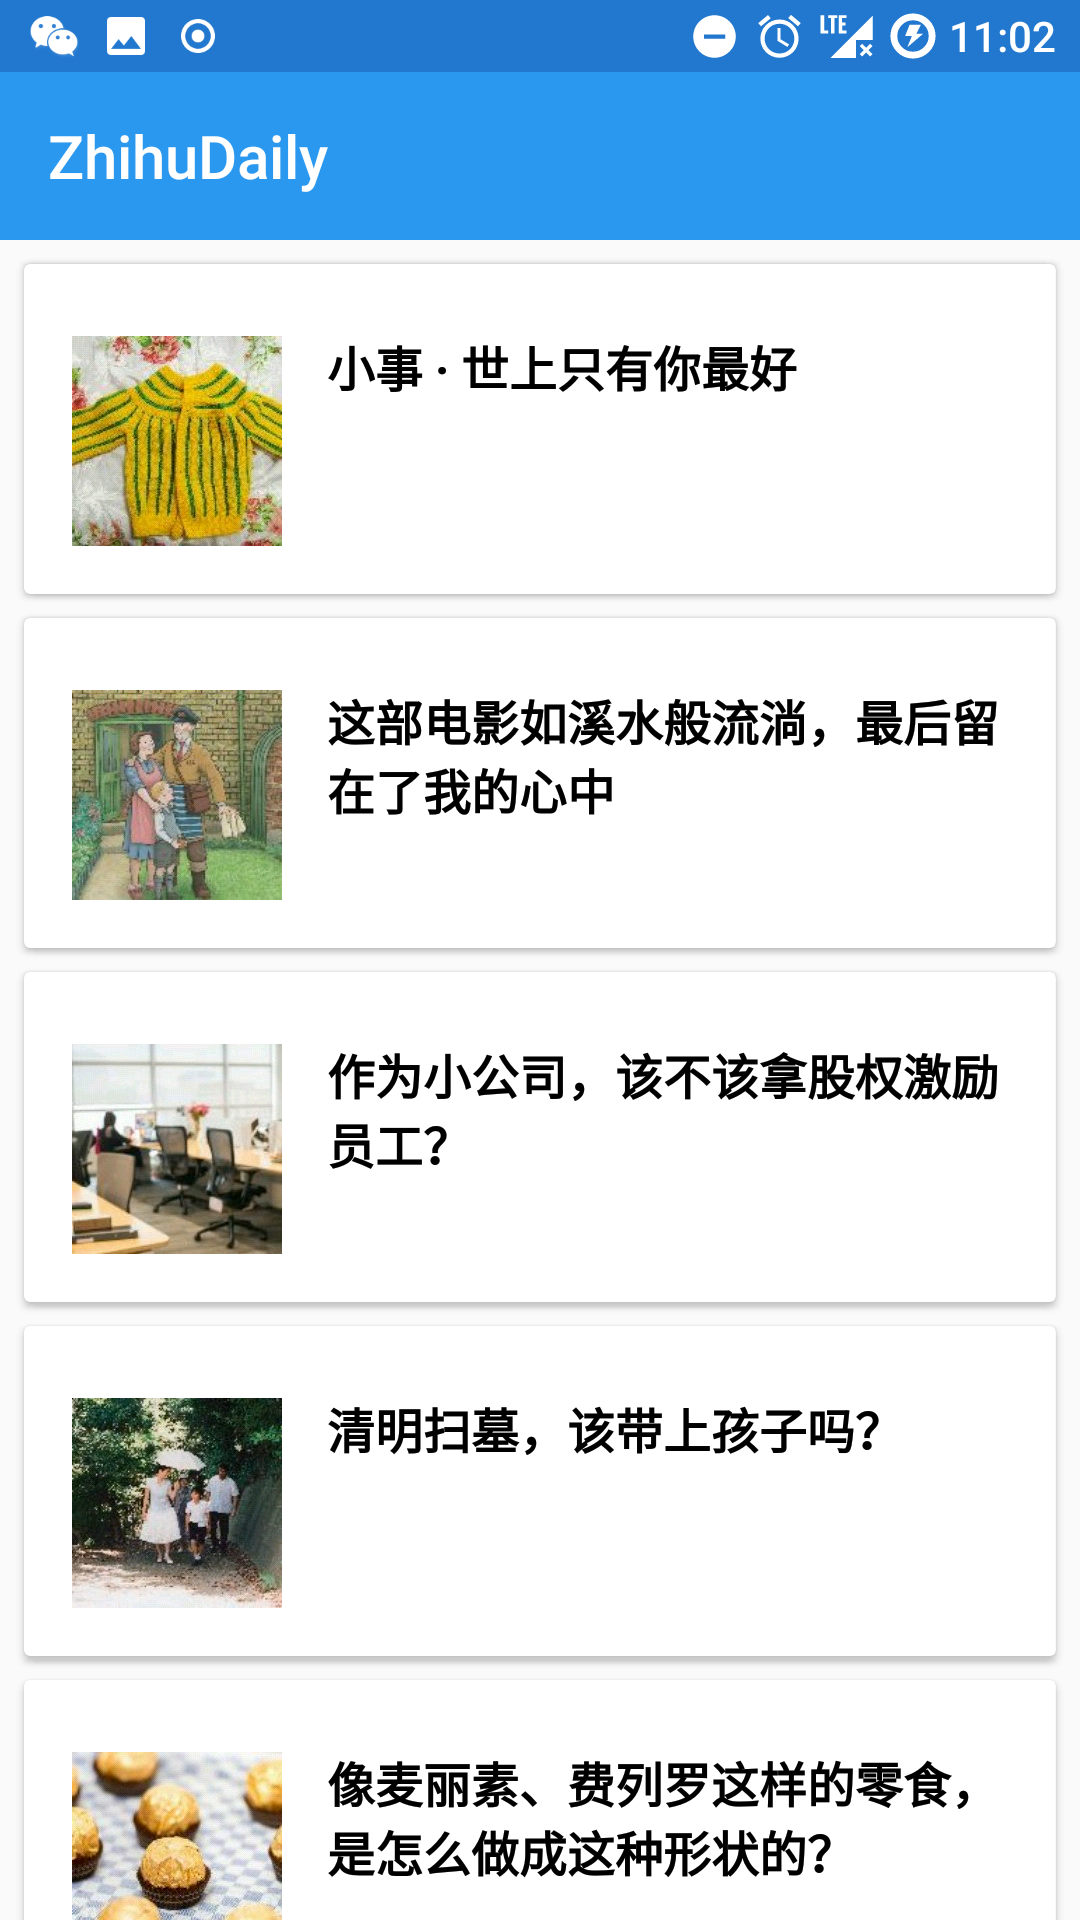 LTE
11:02
ZhihuDaily
小事 · 世上只有你最好
这部电影如溪水般流淌，最后留
在了我的心中
作为小公司，该不该拿股权激励
员工？
清明扫墓，该带上孩子吗？
像麦丽素、费列罗这样的零食，
是怎么做成这种形状的？